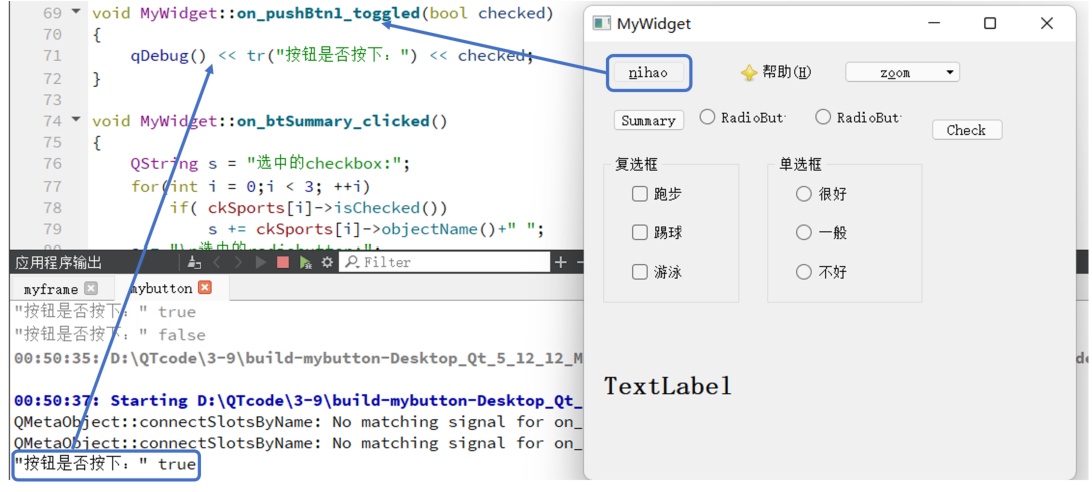 69 void MyWidget::on_pushBtn1_toggled(bool checked)
70 {
71 qDebug() << tr("按钮是否按下：") << checked;
72 }
73
74 void MyWidget::on_btSummary_clicked()
75 {
76 QString s = "选中的checkbox:";
77 for(int i = 0;i < 3; ++i)
78 if( ckSports[i]->isChecked())
79 s += ckSports[i]->objectName()+" ";
应用程序输出
Filter
myframe
mybutton
"按钮是否按下：" true
"按钮是否按下：" false
00:50:35: D:\QTcode\3-9\build-mybutton-Desktop_Qt_5_12_12_M
00:50:37: Starting D:\QTcode\3-9\build-mybutton-Desktop_Qt_
QMetaObject::connectSlotsByName: No matching signal for on_
QMetaObject::connectSlotsByName: No matching signal for on_
"按钮是否按下：" true
MyWidget
nihao
帮助(H)
zoom
Summary
RadioBut
RadioBut
Check
复选框
单选框
跑步
很好
踢球
一般
游泳
不好
TextLabel